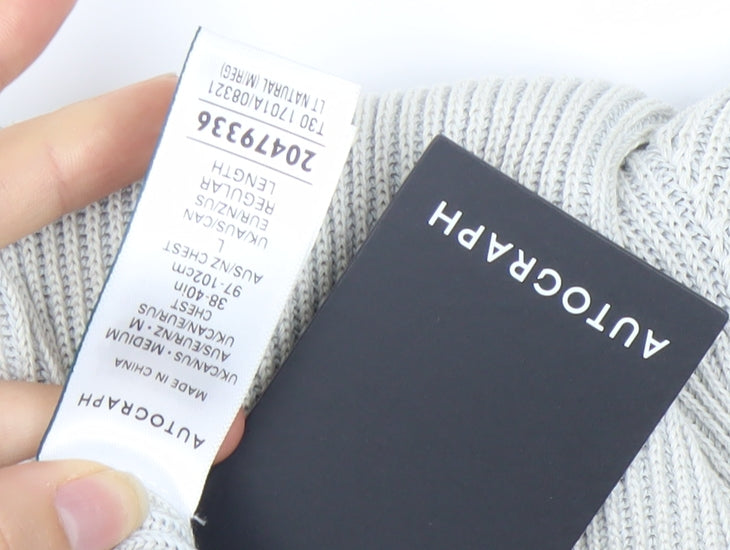 AUTOGRAPH
MADE IN CHINA
UK/CAN/US • MEDIUM
AUS/EUR/NZ • M
UK/CAN/EUR/US
CHEST
38-40in
97-102cm
AUS/NZ CHEST
L
UK/AUS/CAN
EUR/NZ/US
REGULAR
LENGTH
20479336
T30 1701A/08321
LT NATURAL (M/REG)
AUTOGRAPH